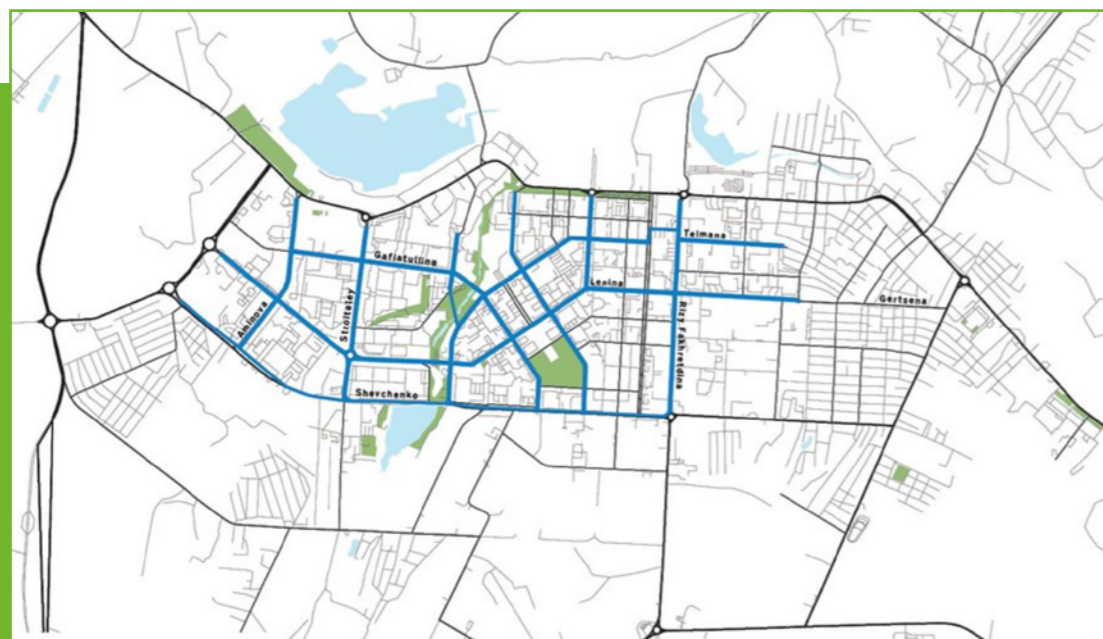 Telmana
Gafiatullina
Lenina
Gertsena
Aminova
Stroiteley
Rizy Fakhretdina
Shevchenko